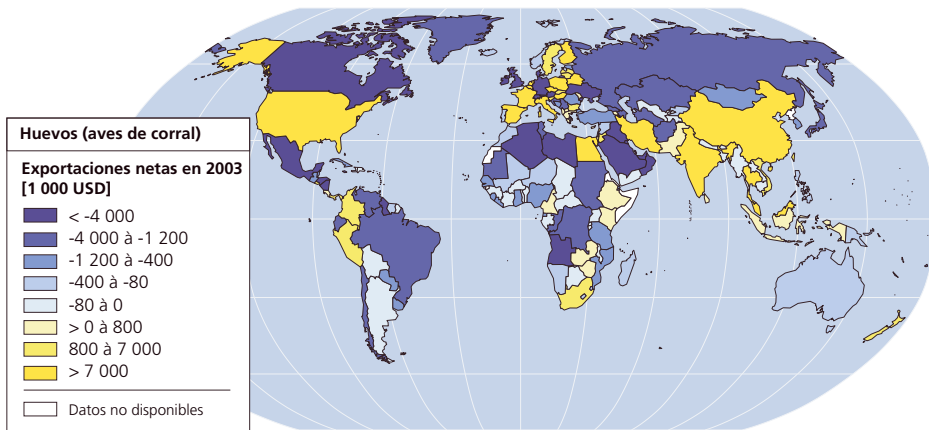 Huevos (aves de corral)
Exportaciones netas en 2003
[1 000 USD]
< -4 000
-4 000 à -1 200
-1 200 à -400
-400 à -80
-80 à 0
> 0 à 800
800 à 7 000
> 7 000
Datos no disponibles